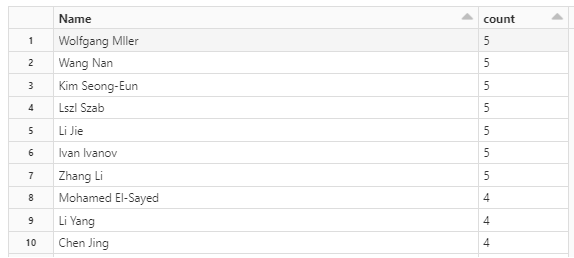 Name count
1 Wolfgang Mller 5
2 Wang Nan 5
3 Kim Seong-Eun 5
4 Lszl Szab 5
5 Li Jie 5
6 Ivan Ivanov 5
7 Zhang Li 5
8 Mohamed El-Sayed 4
9 Li Yang 4
10 Chen Jing 4